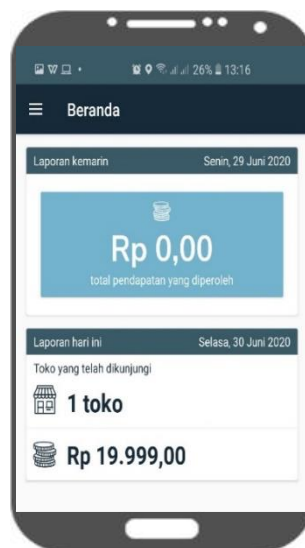 26% 13:16
Beranda
Laporan kemarin Senin, 29 Juni 2020
Rp 0,00
total pendapatan yang diperoleh
Laporan hari ini Selasa, 30 Juni 2020
Toko yang telah dikunjungi
1 toko
Rp 19.999,00